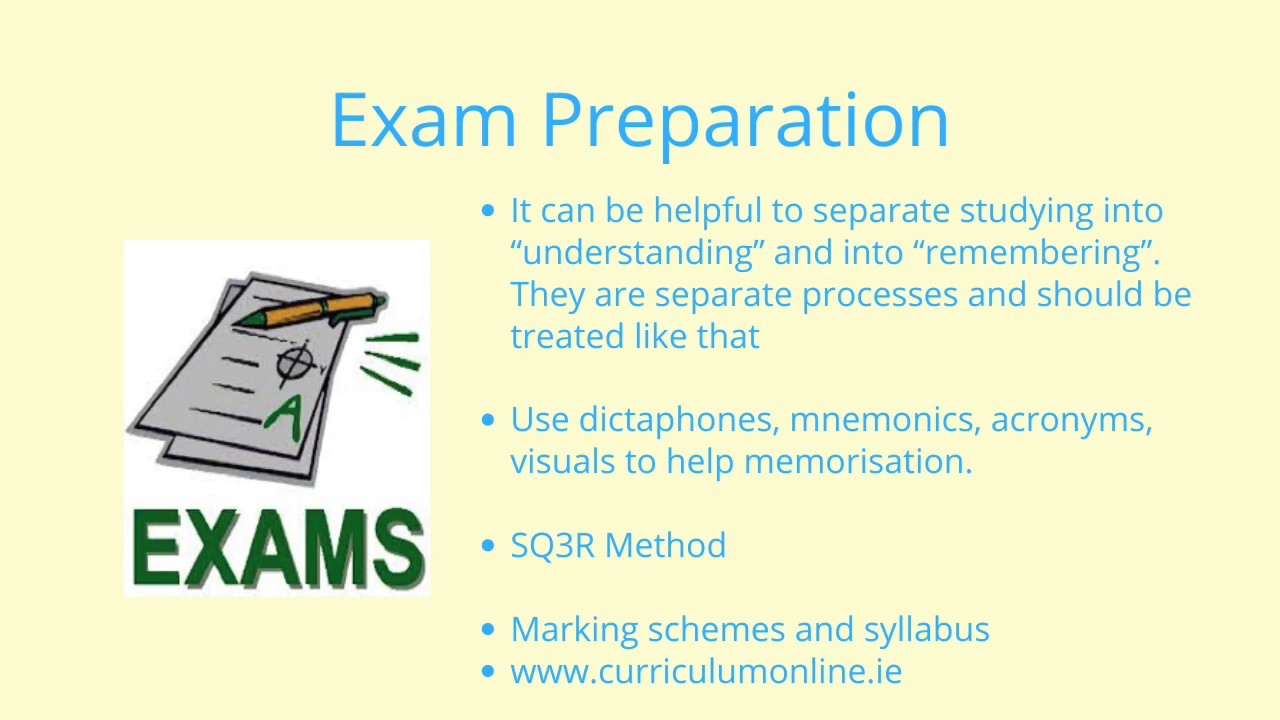 Exam Preparation
• It can be helpful to separate studying into
“understanding” and into “remembering”.
They are separate processes and should be
treated like that
• Use dictaphones, mnemonics, acronyms,
visuals to help memorisation.
• SQ3R Method
• Marking schemes and syllabus
• www.curriculumonline.ie
A
Y
EXAMS